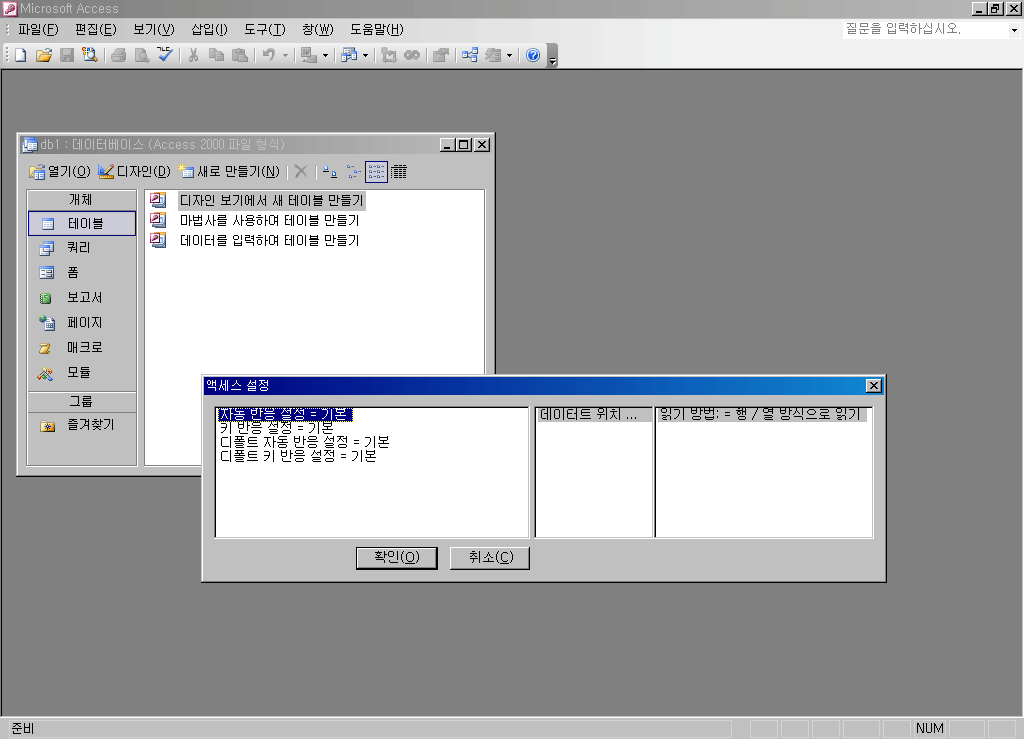 Microsoft Access
파일(F) 편집(E) 보기(V) 삽입(I) 도구(T) 창(W) 도움말(H)
질문을 입력하십시오.
db1 : 데이터베이스 (Access 2000 파일 형식)
열기(O) 디자인(D) 새로 만들기(N)
개체
테이블
쿼리
폼
보고서
페이지
매크로
모듈
그룹
즐겨찾기
디자인 보기에서 새 테이블 만들기
마법사를 사용하여 테이블 만들기
데이터를 입력하여 테이블 만들기
액세스 설정
자동 반응 설정 = 기본
키 반응 설정 = 기본
디폴트 자동 반응 설정 = 기본
디폴트 키 반응 설정 = 기본
데이터트 위치 ...
읽기 방법: = 행 / 열 방식으로 읽기
확인(O)
취소(C)
준비
NUM